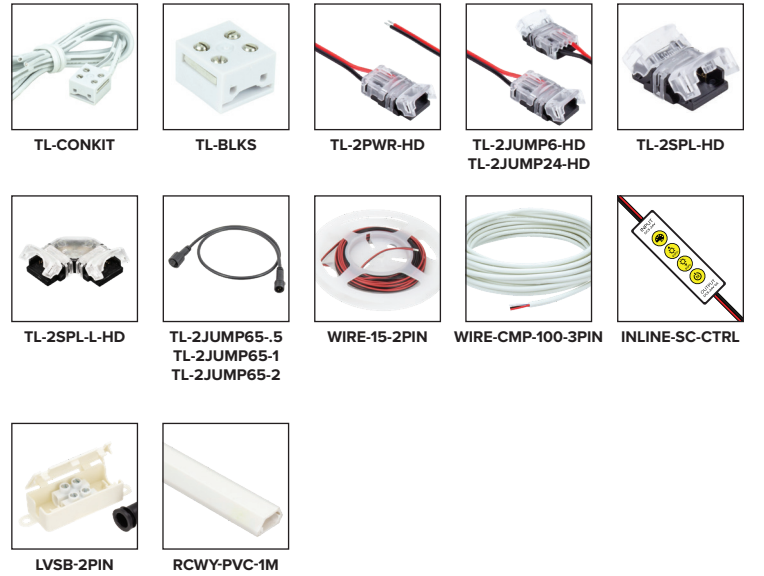 TL-CONKIT
TL-BLKS
TL-2PWR-HD
TL-2JUMP6-HD
TL-2JUMP24-HD
TL-2SPL-HD
TL-2SPL-L-HD
TL-2JUMP65-.5
TL-2JUMP65-1
TL-2JUMP65-2
WIRE-15-2PIN
WIRE-CMP-100-3PIN
INPUT
OUTPUT
INLINE-SC-CTRL
LVSB-2PIN
RCWY-PVC-1M